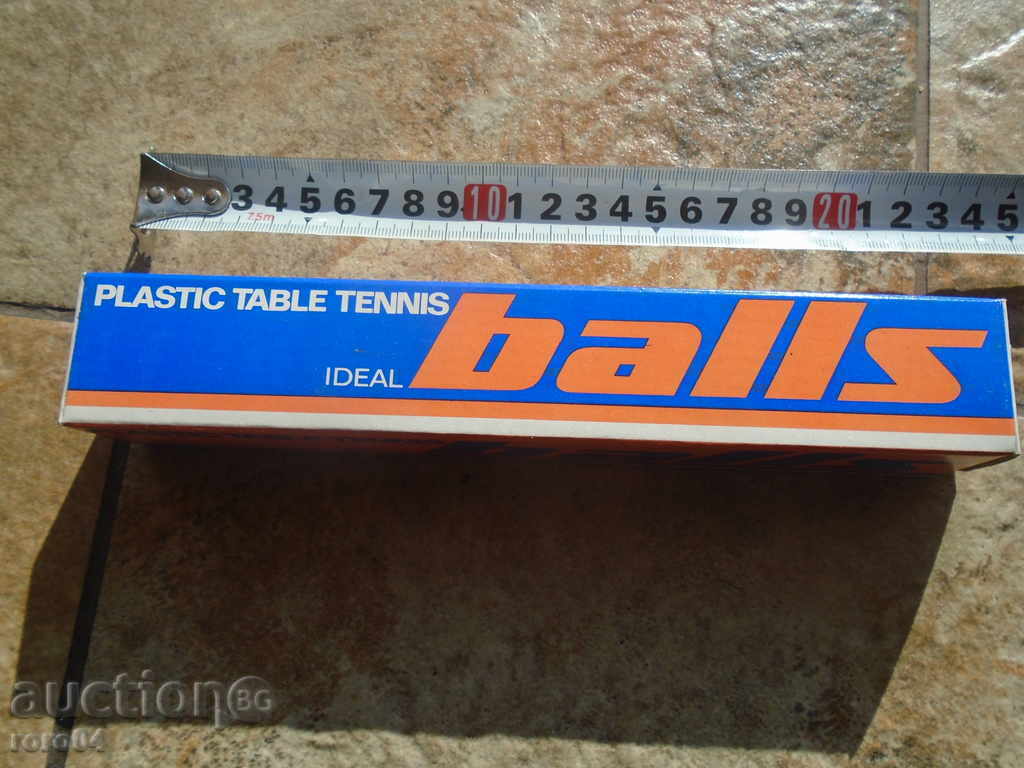 3 4 5 6 7 8 9 10 1 2 3 4 5 6 7 8 9 20 1 2 3 4 5
7.5m
PLASTIC TABLE TENNIS balls
IDEAL
auctionBG
roro04